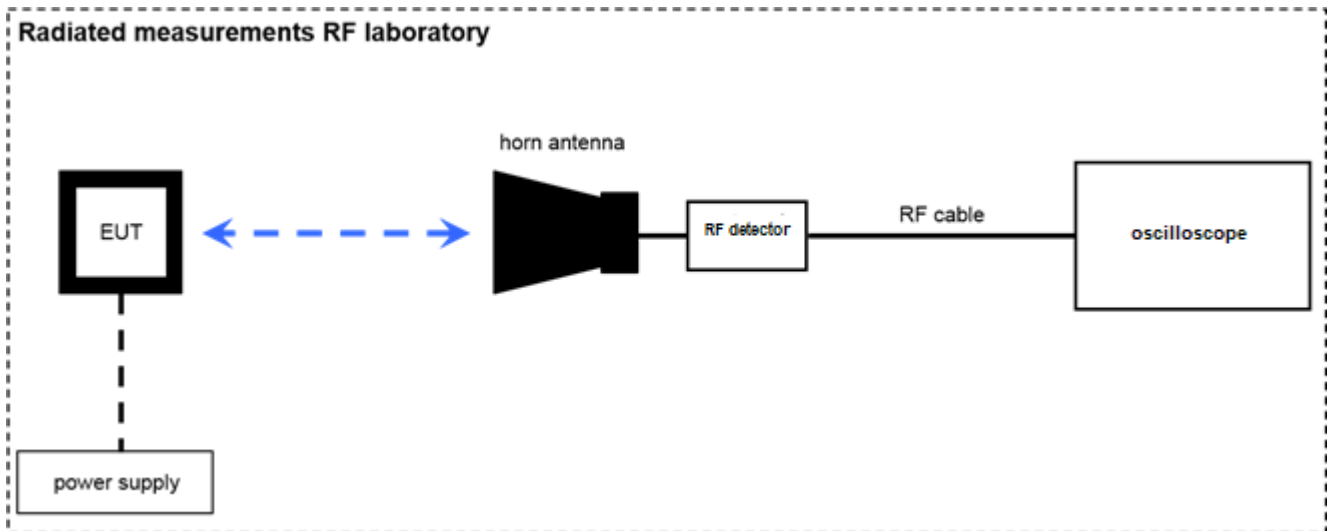 Radiated measurements RF laboratory
horn antenna
EUT
RF detector
RF cable
oscilloscope
power supply